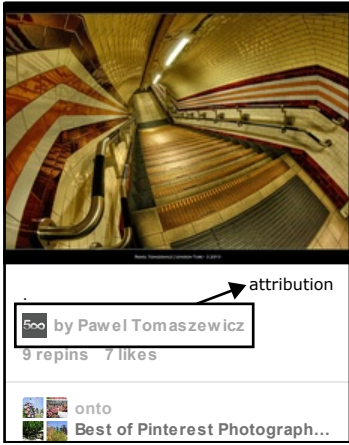 attribution
.
500 by Pawel Tomaszewicz
9 repins 7 likes
onto
Best of Pinterest Photograph...